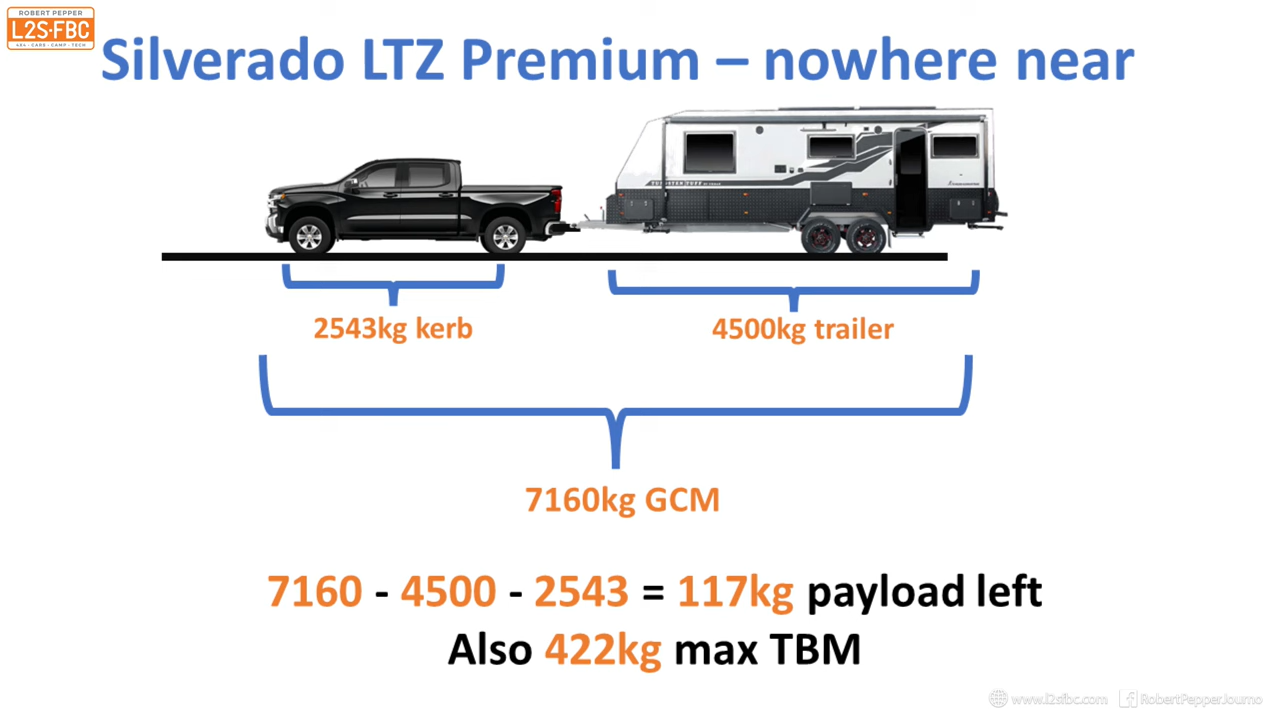 ROBERT PEPPER
L2S-FBC
4X4 - CARS - CAMP - TECH
Silverado LTZ Premium – nowhere near
2543kg kerb
4500kg trailer
7160kg GCM
7160 - 4500 - 2543 = 117kg payload left
Also 422kg max TBM
www.l2sfbc.com
RobertPepperJourno